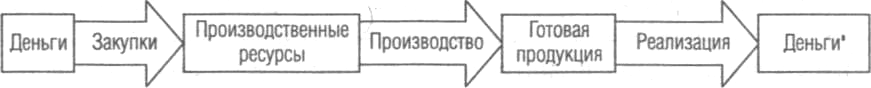 Деньги
Закупки
Производственные
ресурсы
Производство
Готовая
продукция
Реализация
Деньги'